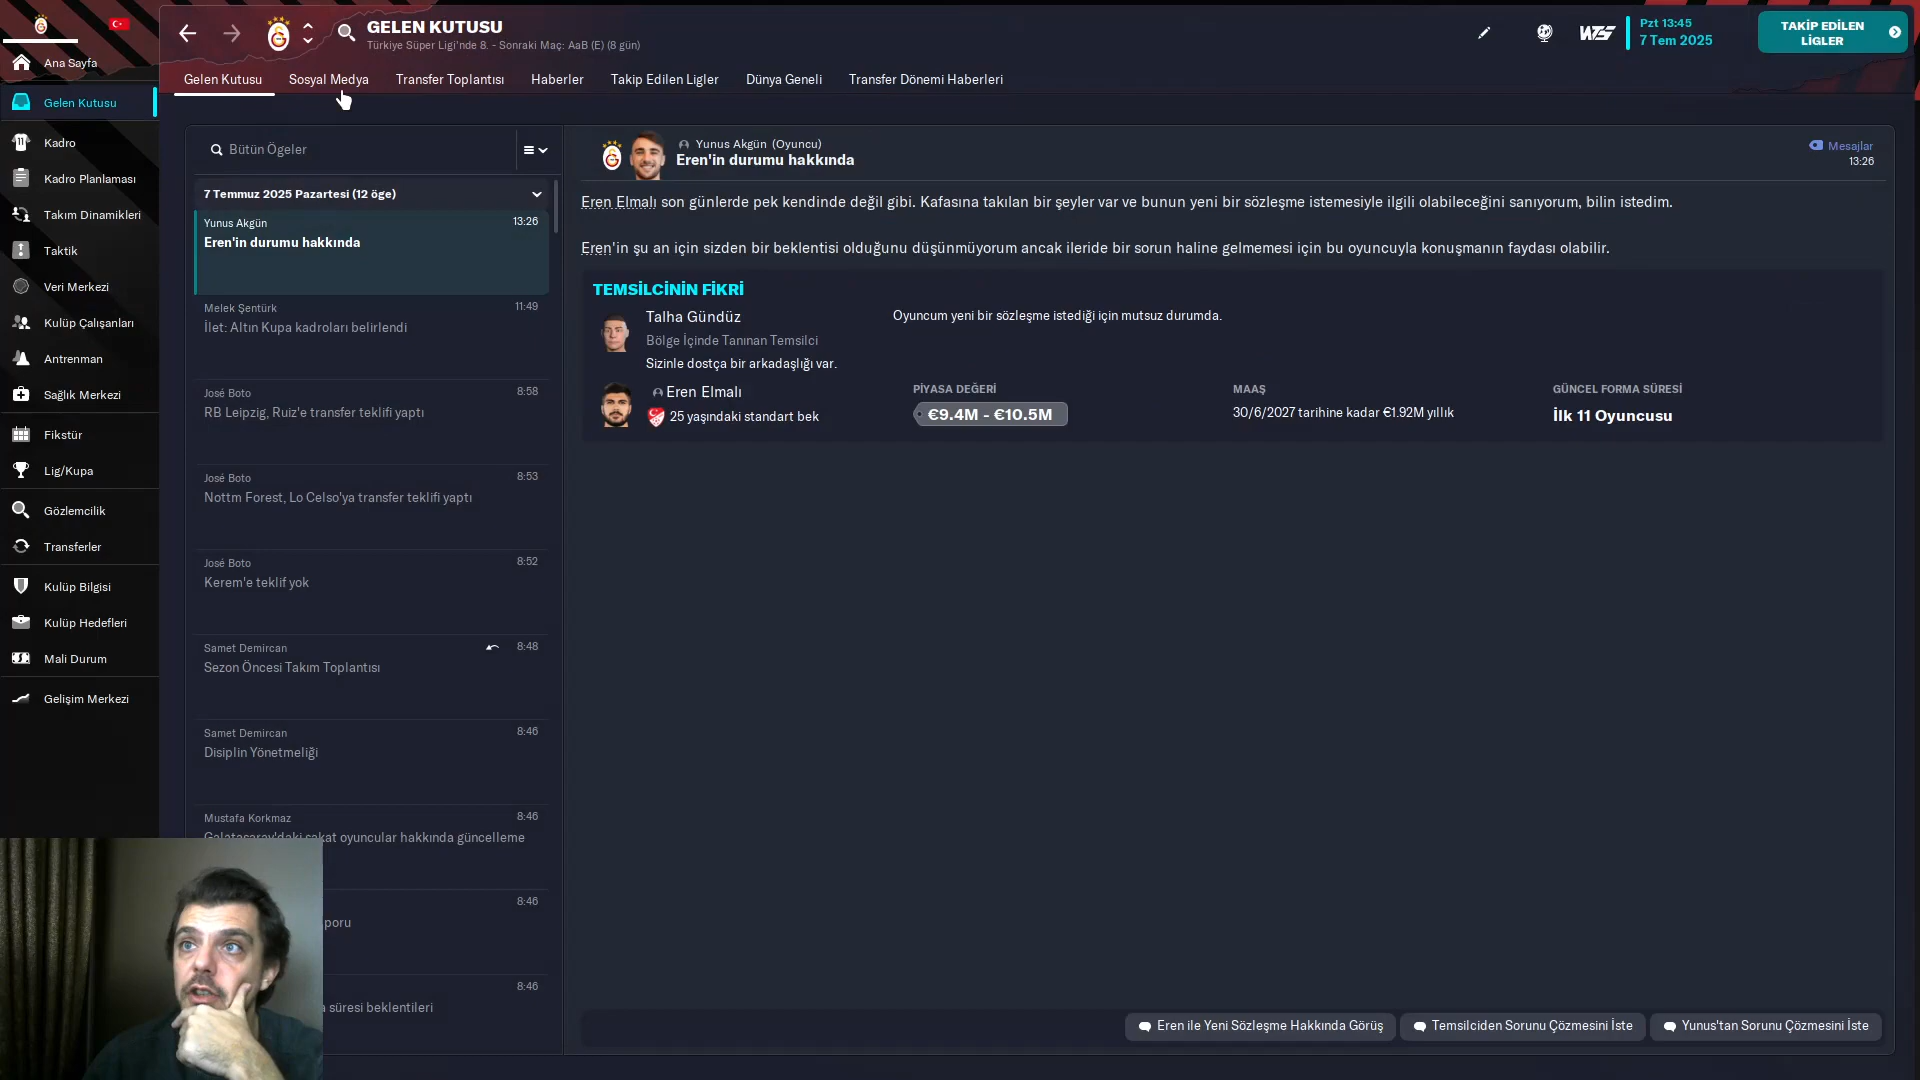 GELEN KUTUSU
Türkiye Süper Ligi'nde 8. - Sonraki Maç: AaB (E) (8 gün)
Pzt 13:45
7 Tem 2025
TAKİP EDİLEN
LİGLER
Gelen Kutusu
Sosyal Medya
Transfer Toplantısı
Haberler
Takip Edilen Ligler
Dünya Geneli
Transfer Dönemi Haberleri
Ana Sayfa
Gelen Kutusu
Kadro
Kadro Planlaması
Takım Dinamikleri
Taktik
Veri Merkezi
Kulüp Çalışanları
Antrenman
Sağlık Merkezi
Fikstür
Lig/Kupa
Gözlemcilik
Transferler
Kulüp Bilgisi
Kulüp Hedefleri
Mali Durum
Gelişim Merkezi
Bütün Ögeler
7 Temmuz 2025 Pazartesi (12 öge)
Yunus Akgün 13:26
Eren'in durumu hakkında
Melek Şentürk 11:49
İlet: Altın Kupa kadroları belirlendi
José Boto 8:58
RB Leipzig, Ruiz'e transfer teklifi yaptı
José Boto 8:53
Nottm Forest, Lo Celso'ya transfer teklifi yaptı
José Boto 8:52
Kerem'e teklif yok
Samet Demircan 8:48
Sezon Öncesi Takım Toplantısı
Samet Demircan 8:46
Disiplin Yönetmeliği
Mustafa Korkmaz 8:46
Galatasaray'daki sakat oyuncular hakkında güncelleme
8:46
poru
8:46
süresi beklentileri
Yunus Akgün (Oyuncu)
Eren'in durumu hakkında
Mesajlar
13:26
Eren Elmalı son günlerde pek kendinde değil gibi. Kafasına takılan bir şeyler var ve bunun yeni bir sözleşme istemesiyle ilgili olabileceğini sanıyorum, bilin istedim.
Eren'in şu an için sizden bir beklentisi olduğunu düşünmüyorum ancak ileride bir sorun haline gelmemesi için bu oyuncuyla konuşmanın faydası olabilir.
TEMSİLCİNİN FİKRİ
Talha Gündüz
Bölge İçinde Tanınan Temsilci
Sizinle dostça bir arkadaşlığı var.
Oyuncum yeni bir sözleşme istediği için mutsuz durumda.
Eren Elmalı
25 yaşındaki standart bek
PİYASA DEĞERİ
€9.4M - €10.5M
MAAŞ
30/6/2027 tarihine kadar €1.92M yıllık
GÜNCEL FORMA SÜRESİ
İlk 11 Oyuncusu
Eren ile Yeni Sözleşme Hakkında Görüş
Temsilciden Sorunu Çözmesini İste
Yunus'tan Sorunu Çözmesini İste